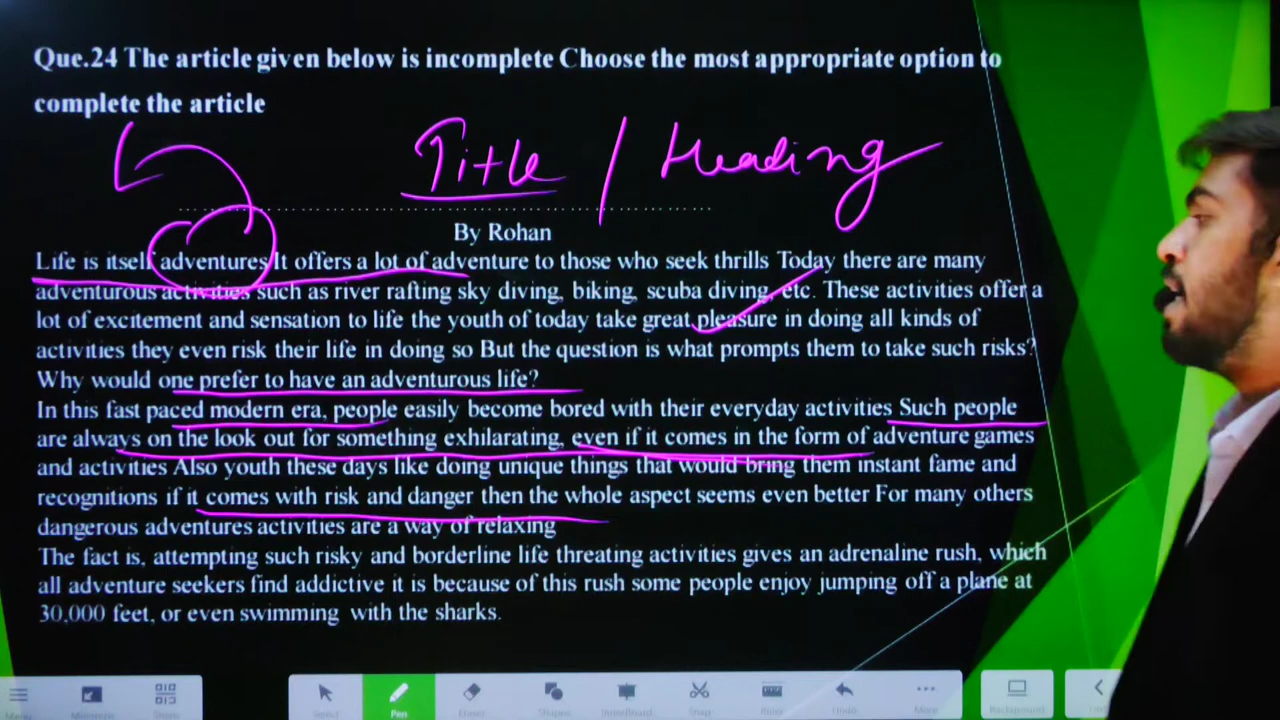 Que.24 The article given below is incomplete Choose the most appropriate option to
complete the article
Title / Heading
................................................................................
By Rohan
Life is itself adventures It offers a lot of adventure to those who seek thrills Today there are many
adventurous activities such as river rafting sky diving, biking, scuba diving, etc. These activities offer a
lot of excitement and sensation to life the youth of today take great pleasure in doing all kinds of
activities they even risk their life in doing so But the question is what prompts them to take such risks?
Why would one prefer to have an adventurous life?
In this fast paced modern era, people easily become bored with their everyday activities Such people
are always on the look out for something exhilarating, even if it comes in the form of adventure games
and activities Also youth these days like doing unique things that would bring them instant fame and
recognitions if it comes with risk and danger then the whole aspect seems even better For many others
dangerous adventures activities are a way of relaxing
The fact is, attempting such risky and borderline life threating activities gives an adrenaline rush, which
all adventure seekers find addictive it is because of this rush some people enjoy jumping off a plane at
30,000 feet, or even swimming with the sharks.
Select Pen Eraser Shapes Snap Ruler Undo More Background